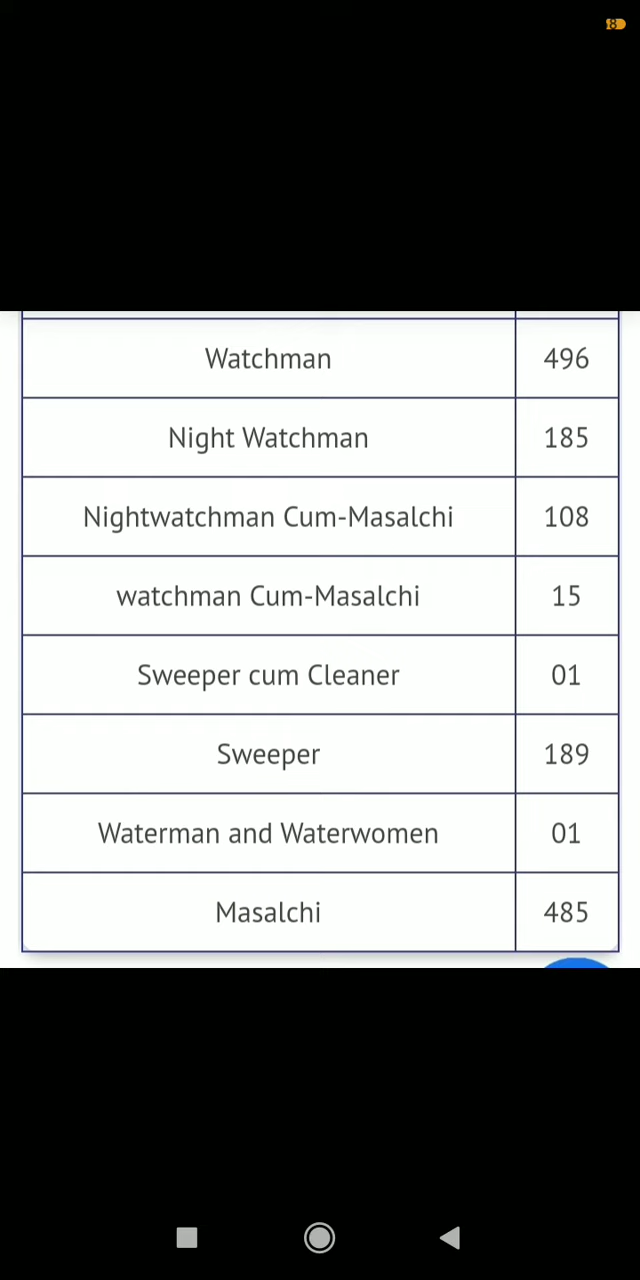 8
Watchman 496
Night Watchman 185
Nightwatchman Cum-Masalchi 108
watchman Cum-Masalchi 15
Sweeper cum Cleaner 01
Sweeper 189
Waterman and Waterwomen 01
Masalchi 485